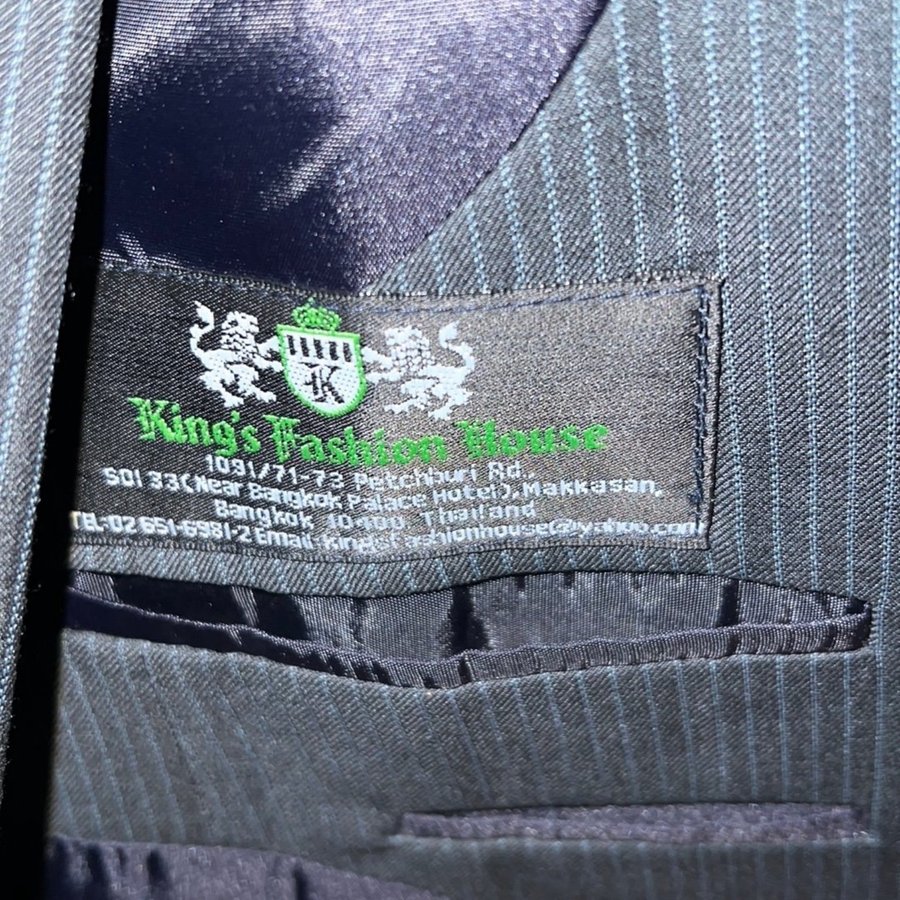 K
King's Fashion House
1091/71-73 Petchburi Rd.
SOI 33(Near Bangkok Palace Hotel), Makkasan,
Bangkok 10400 Thailand
TEL-02 651-6981-2 Email: kingsfashionhouse@yahoo.com